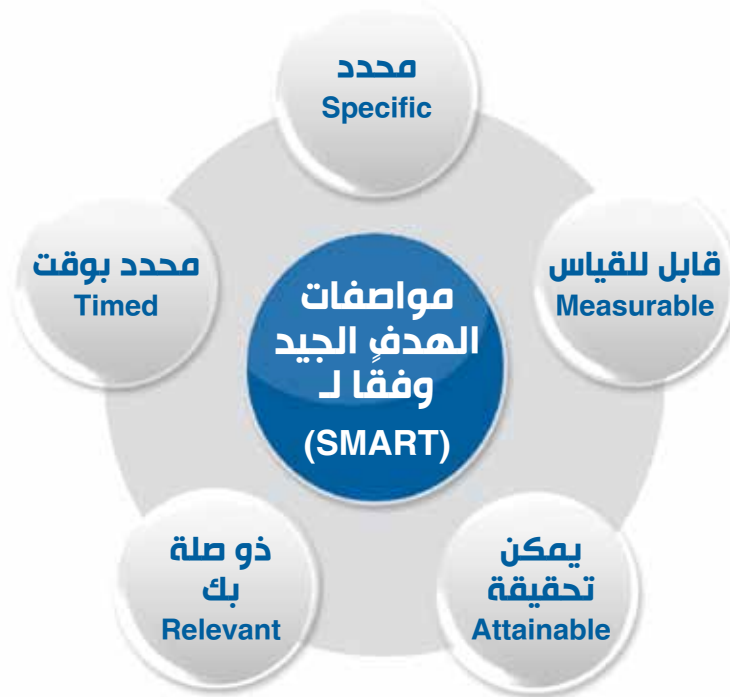 محدد
Specific
قابل للقياس
Measurable
يمكن
تحقيقة
Attainable
ذو صلة
بك
Relevant
محدد بوقت
Timed
مواصفات
الهدفٍ الجيد
وفقا لـ
(SMART)